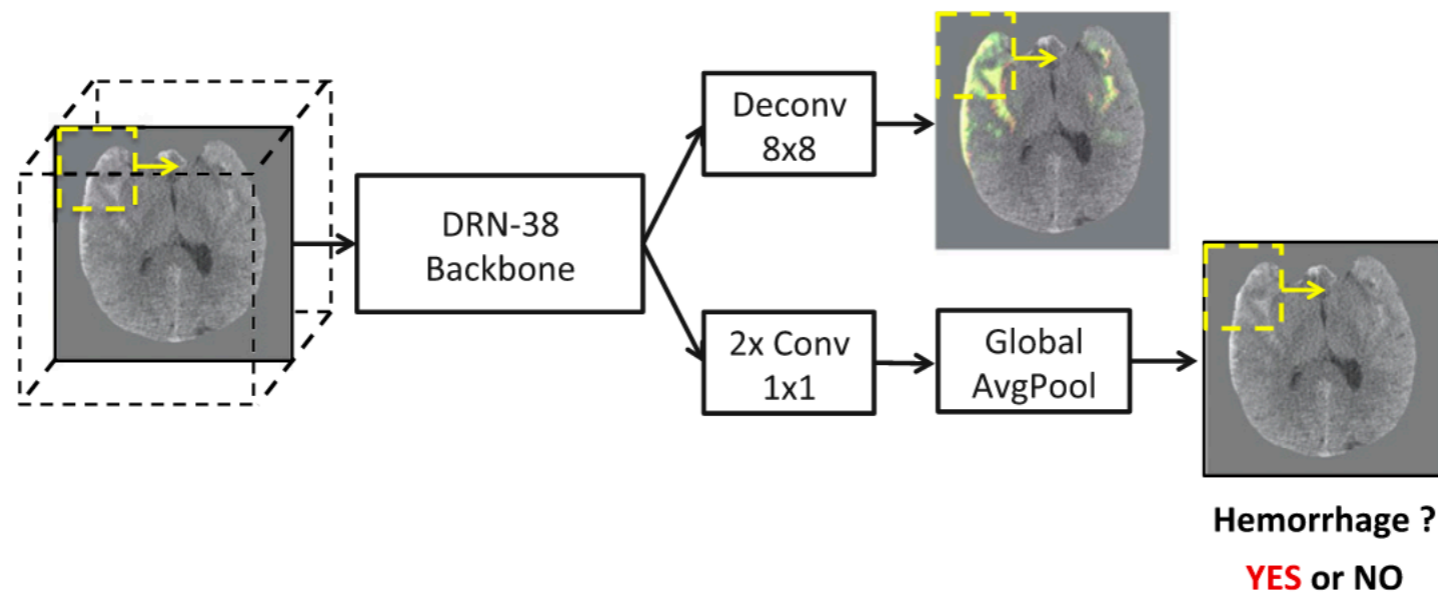 Deconv
8x8
DRN-38
Backbone
2x Conv
1x1
Global
AvgPool
Hemorrhage ?
YES or NO